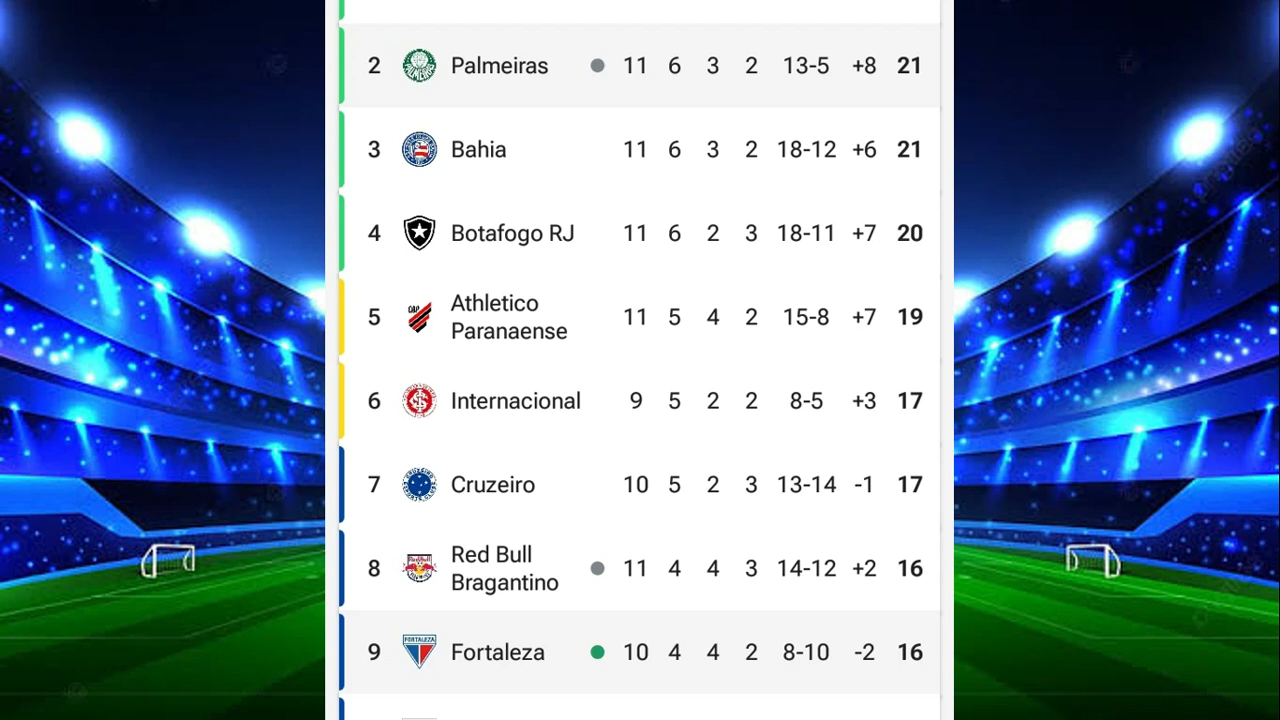 2 Palmeiras 11 6 3 2 13-5 +8 21
3 Bahia 11 6 3 2 18-12 +6 21
4 Botafogo RJ 11 6 2 3 18-11 +7 20
5 CAP Athletico Paranaense 11 5 4 2 15-8 +7 19
6 Internacional 9 5 2 2 8-5 +3 17
7 Cruzeiro 10 5 2 3 13-14 -1 17
8 Red Bull Bragantino 11 4 4 3 14-12 +2 16
9 FORTALEZA Fortaleza 10 4 4 2 8-10 -2 16